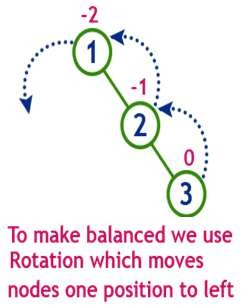 -2
1
-1
2
0
3
To make balanced we use
Rotation which moves
nodes one position to left